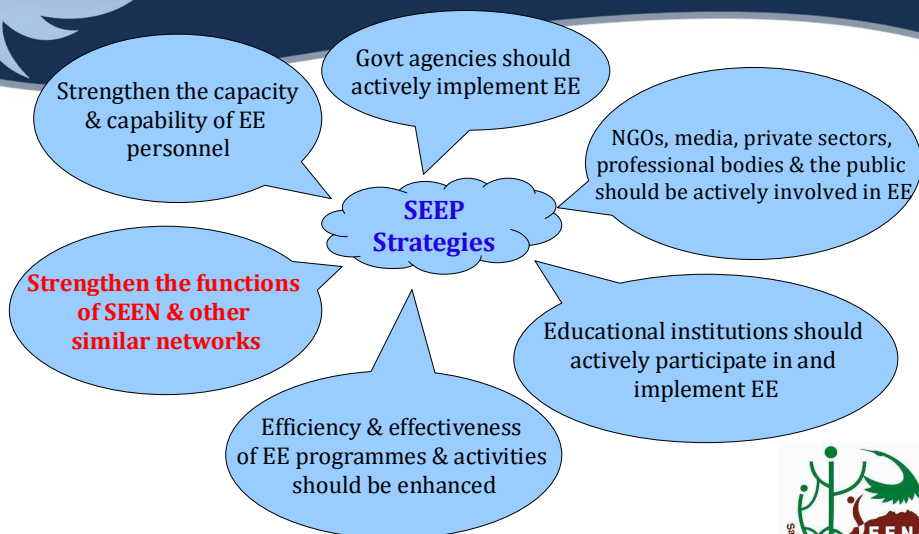 Govt agencies should
actively implement EE
Strengthen the capacity
& capability of EE
personnel
NGOs, media, private sectors,
professional bodies & the public
should be actively involved in EE
SEEP
Strategies
Strengthen the functions
of SEEN & other
similar networks
Educational institutions should
actively participate in and
implement EE
Efficiency & effectiveness
of EE programmes & activities
should be enhanced